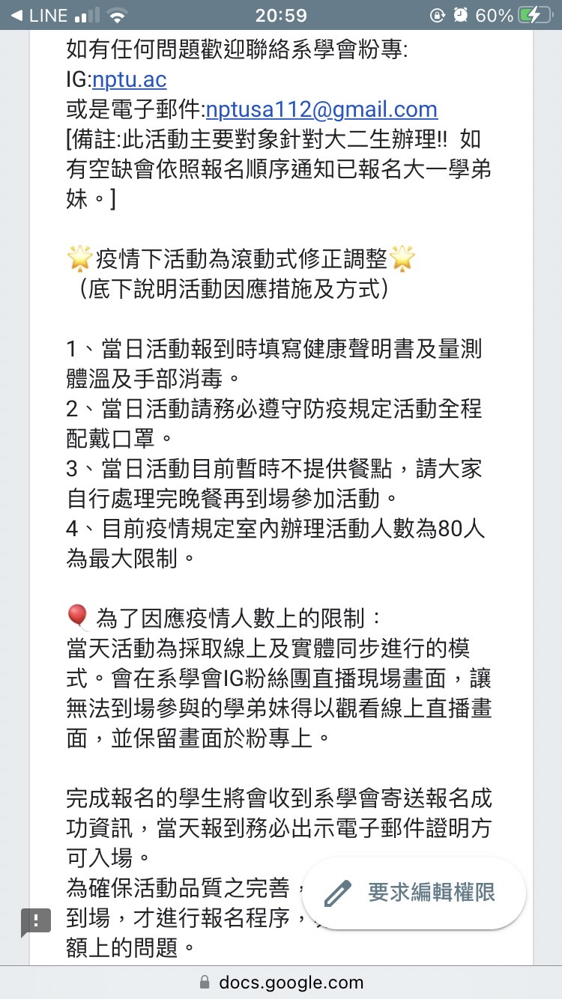 LINE
20:59
60%
如有任何問題歡迎聯絡系學會粉專:
IG:nptu.ac
或是電子郵件:nptusa112@gmail.com
[備註:此活動主要對象針對大二生辦理!! 如
有空缺會依照報名順序通知已報名大一學弟
妹。]
🌟疫情下活動為滾動式修正調整🌟
（底下說明活動因應措施及方式）
1、當日活動報到時填寫健康聲明書及量測
體溫及手部消毒。
2、當日活動請務必遵守防疫規定活動全程
配戴口罩。
3、當日活動目前暫時不提供餐點，請大家
自行處理完晚餐再到場參加活動。
4、目前疫情規定室內辦理活動人數為80人
為最大限制。
🎈 為了因應疫情人數上的限制：
當天活動為採取線上及實體同步進行的模
式。會在系學會IG粉絲團直播現場畫面，讓
無法到場參與的學弟妹得以觀看線上直播畫
面，並保留畫面於粉專上。
完成報名的學生將會收到系學會寄送報名成
功資訊，當天報到務必出示電子郵件證明方
可入場。
為確保活動品質之完善，
到場，才進行報名程序，
額上的問題。
要求編輯權限
docs.google.com